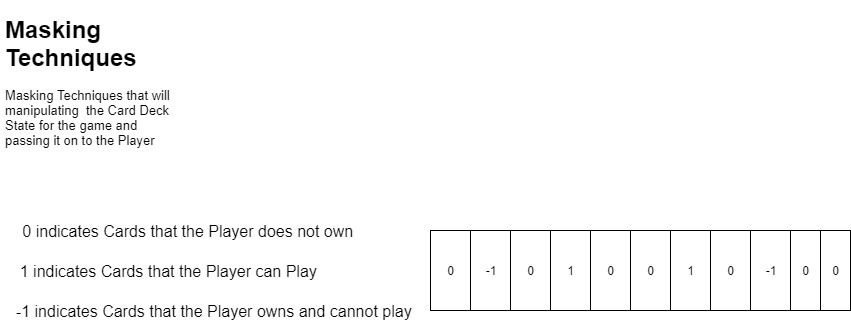 Masking
Techniques
Masking Techniques that will
manipulating the Card Deck
State for the game and
passing it on to the Player
0 indicates Cards that the Player does not own
1 indicates Cards that the Player can Play
-1 indicates Cards that the Player owns and cannot play
0 -1 0 1 0 0 1 0 -1 0 0